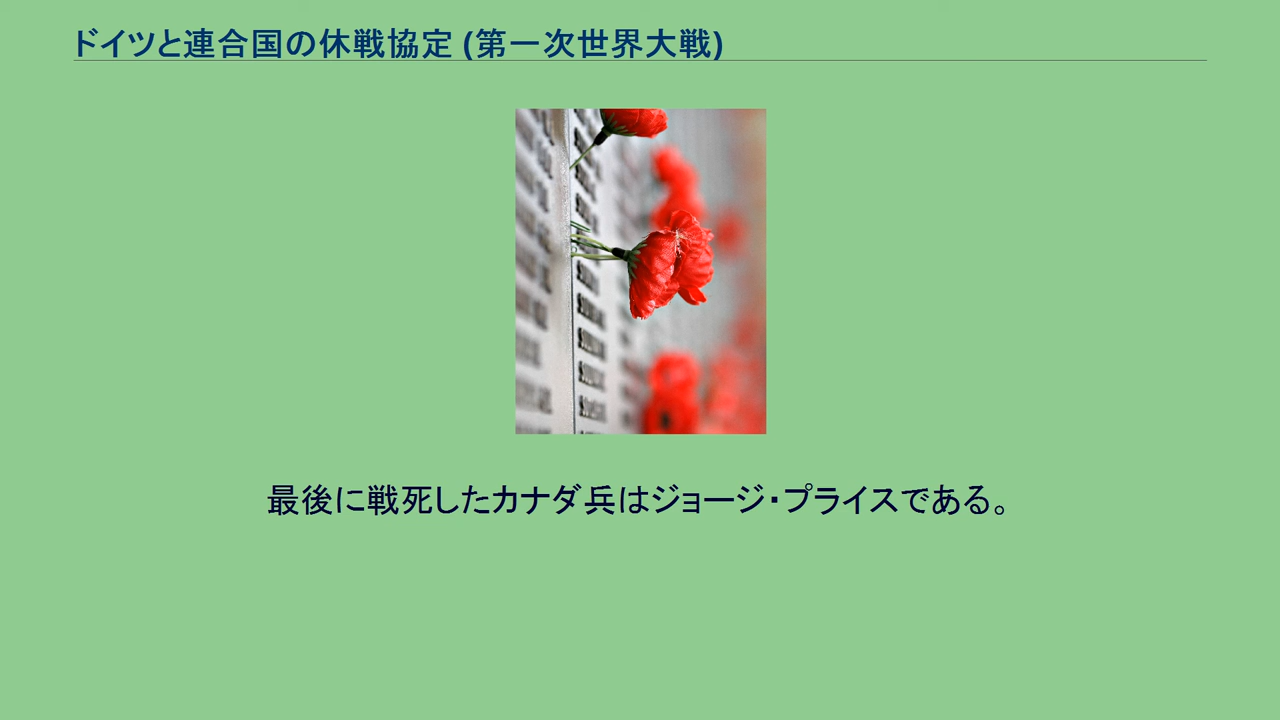 ドイツと連合国の休戦協定 (第一次世界大戦)
最後に戦死したカナダ兵はジョージ・プライスである。